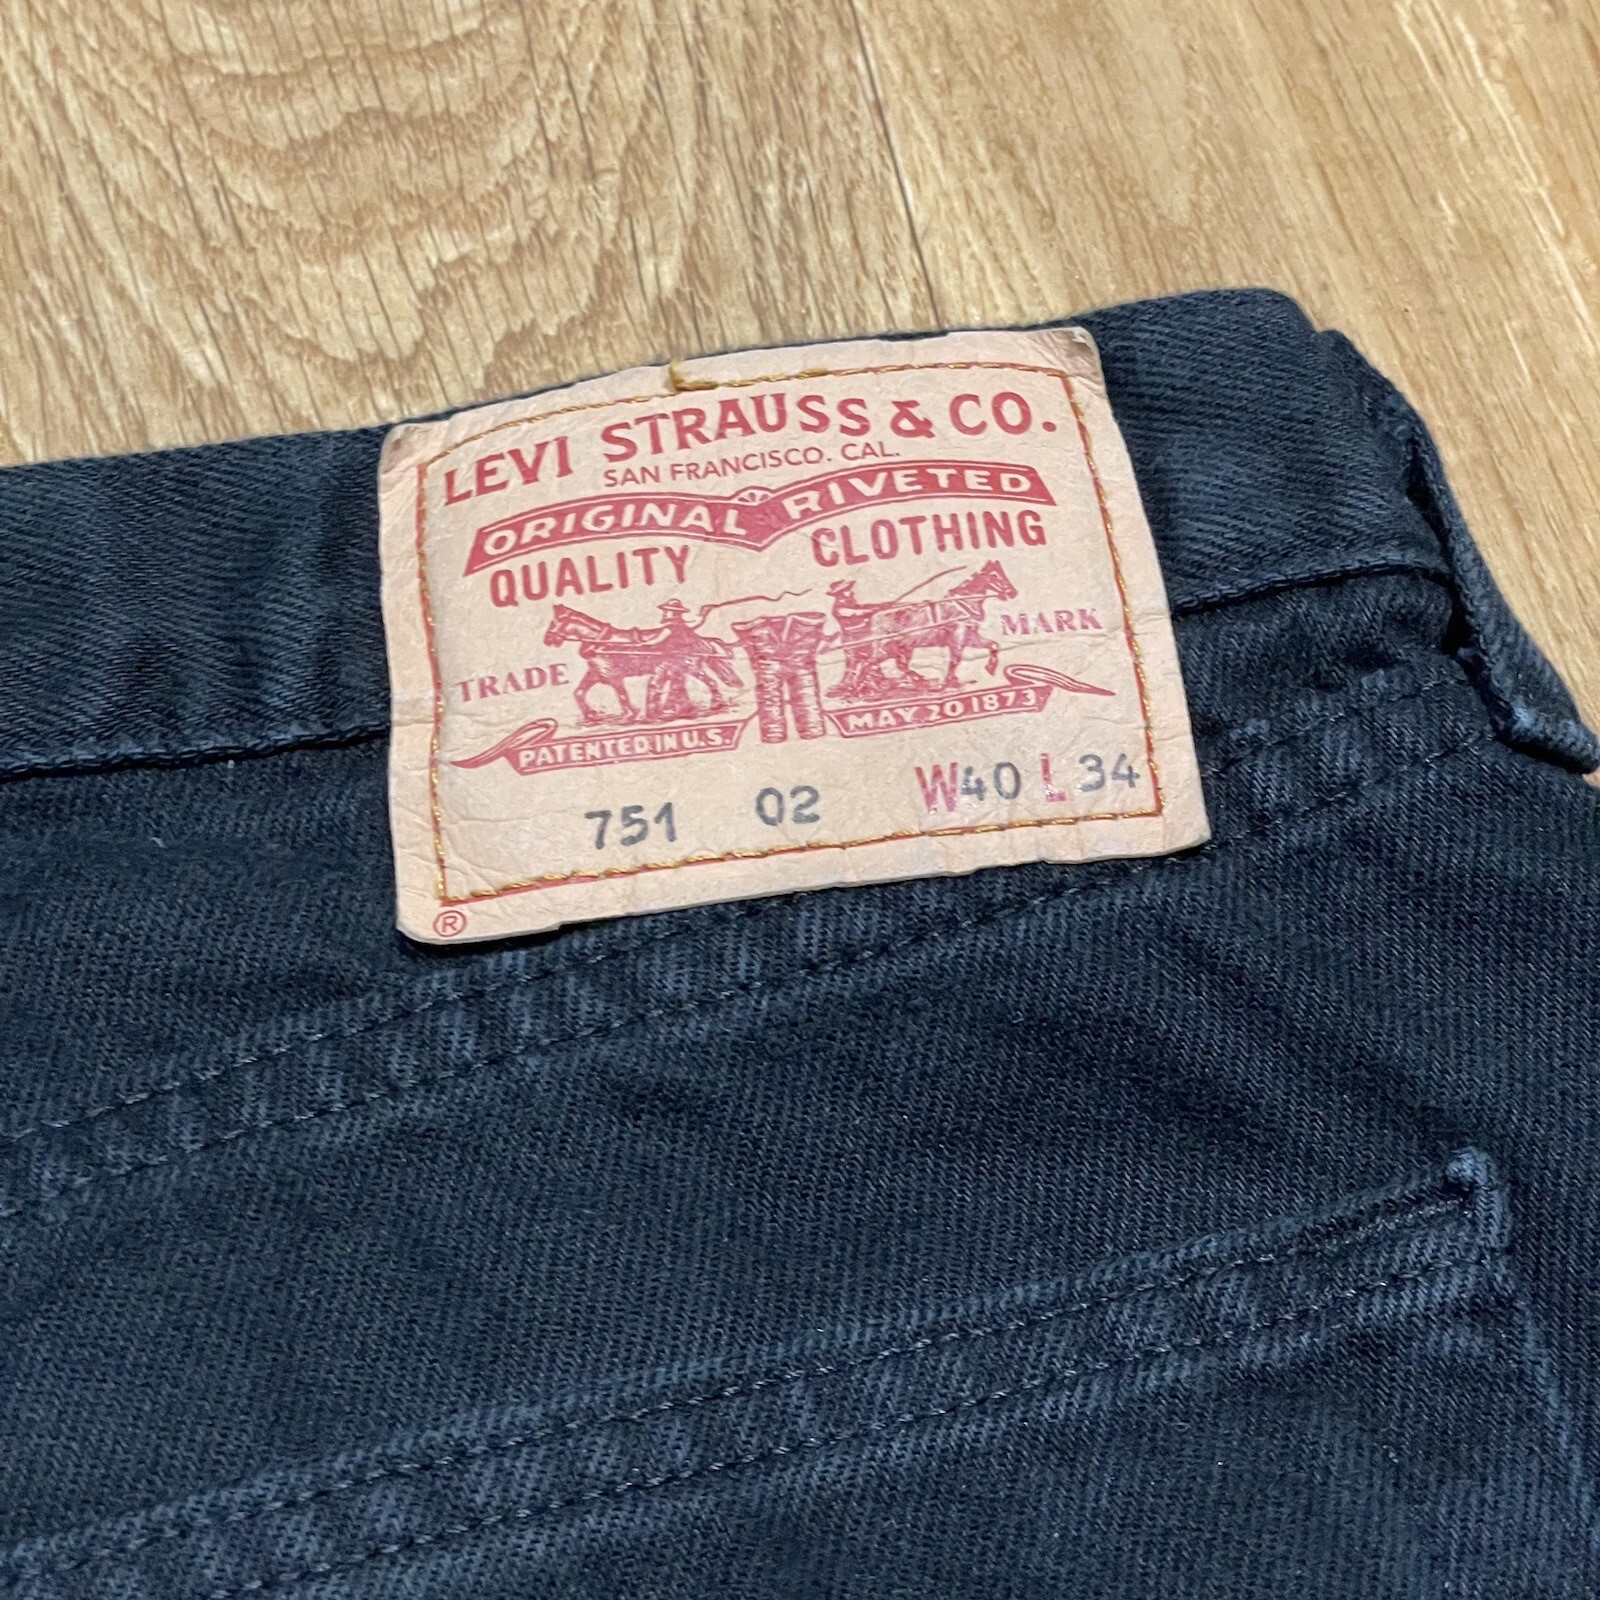 LEVI STRAUSS & CO.
SAN FRANCISCO. CAL.
ORIGINAL RIVETED
QUALITY CLOTHING
TRADE MARK
PATENTED IN U.S. MAY 20 1873
751 02 W40 L 34
®